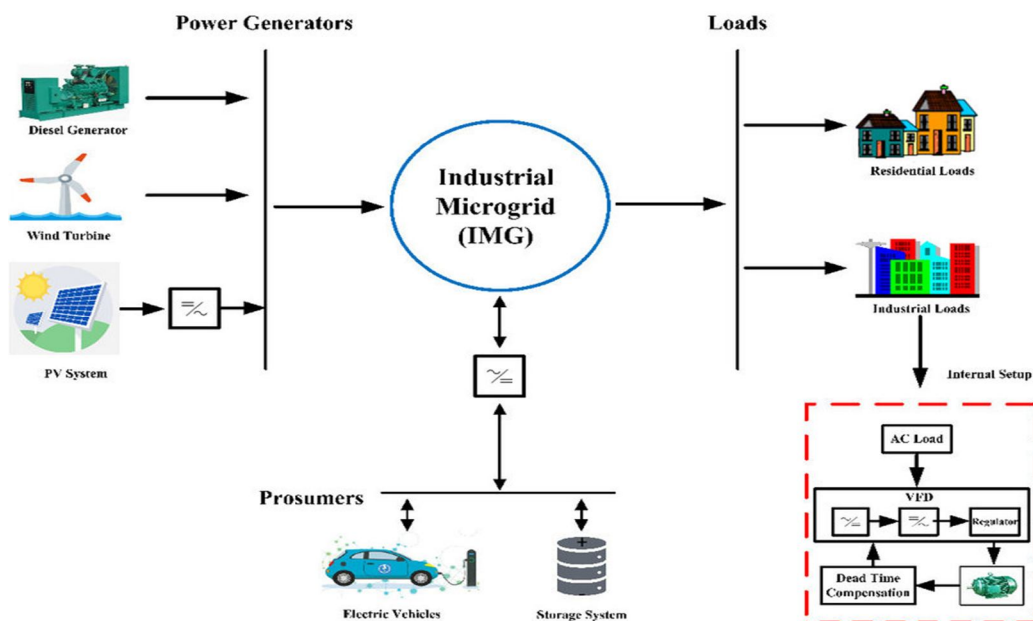 Power Generators
Loads
Diesel Generator
Wind Turbine
PV System
=/~
Industrial
Microgrid
(IMG)
~/=
Prosumers
Electric Vehicles
+
Storage System
Residential Loads
Industrial Loads
Internal Setup
AC Load
VFD
~/=
=/~
Regulator
Dead Time
Compensation